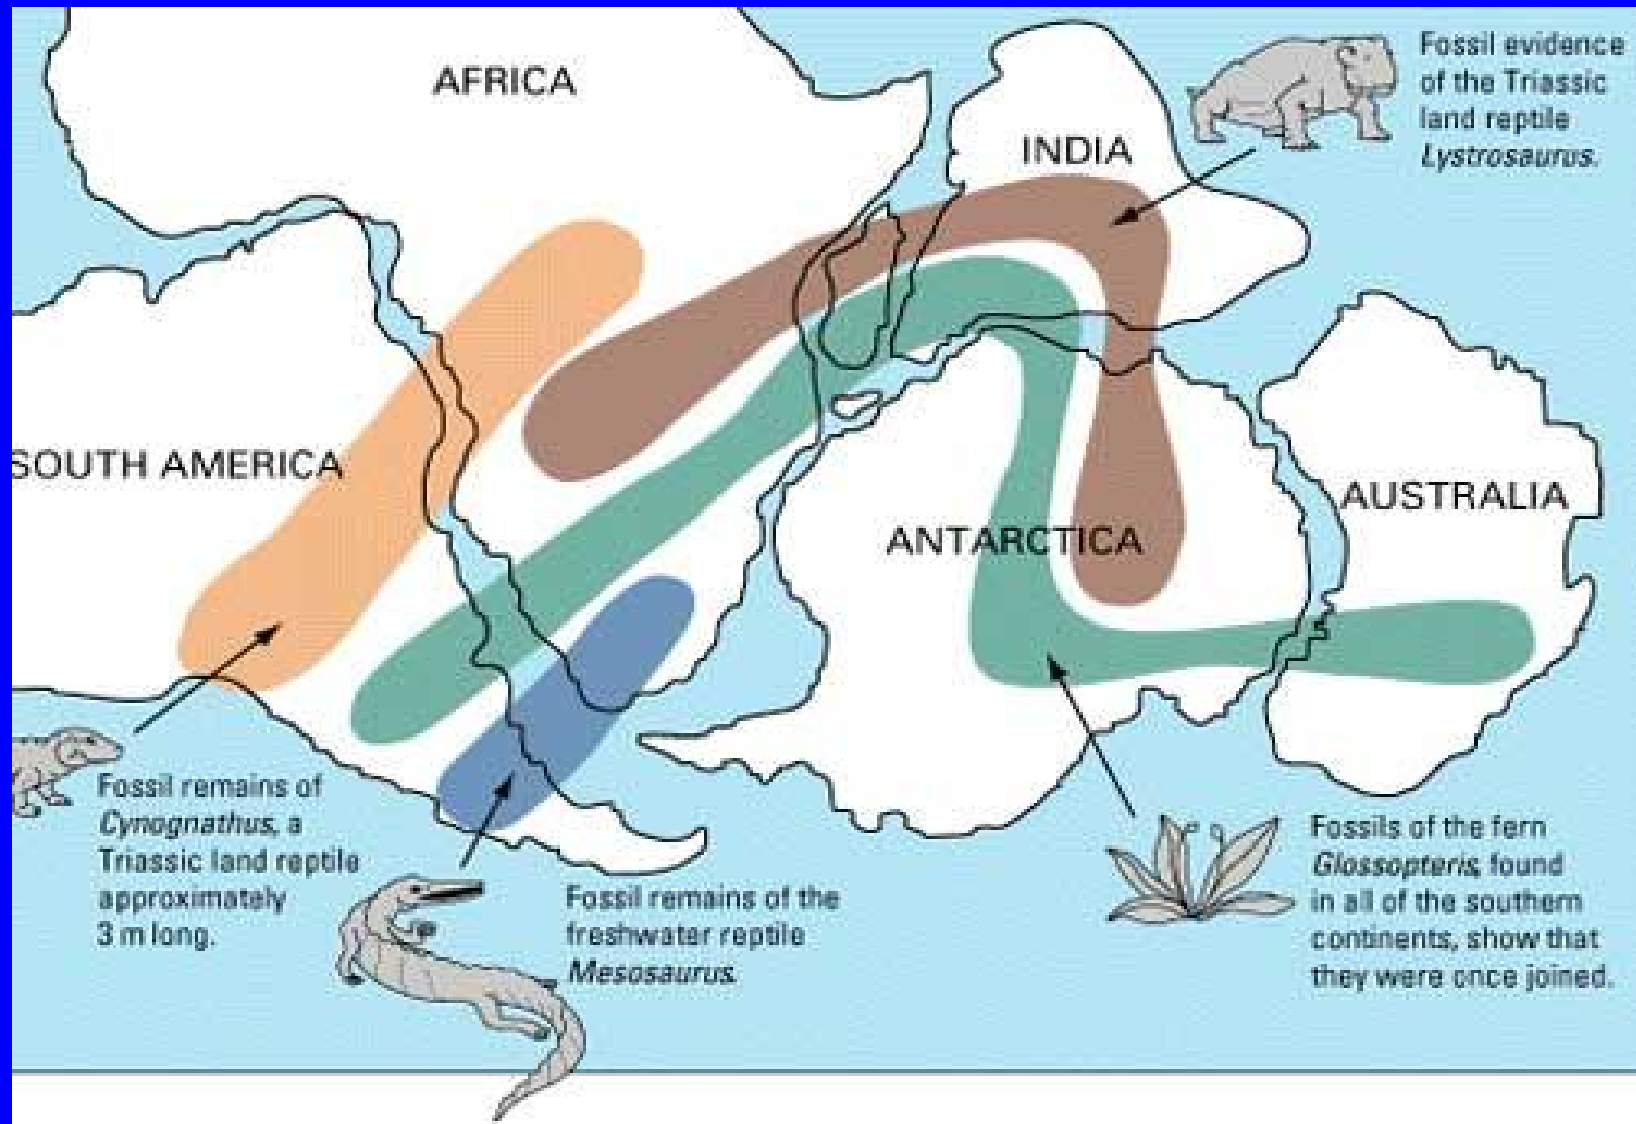 AFRICA
INDIA
Fossil evidence
of the Triassic
land reptile
Lystrosaurus.
SOUTH AMERICA
ANTARCTICA
AUSTRALIA
Fossil remains of
Cynognathus, a
Triassic land reptile
approximately
3 m long.
Fossil remains of the
freshwater reptile
Mesosaurus.
Fossils of the fern
Glossopteris, found
in all of the southern
continents, show that
they were once joined.